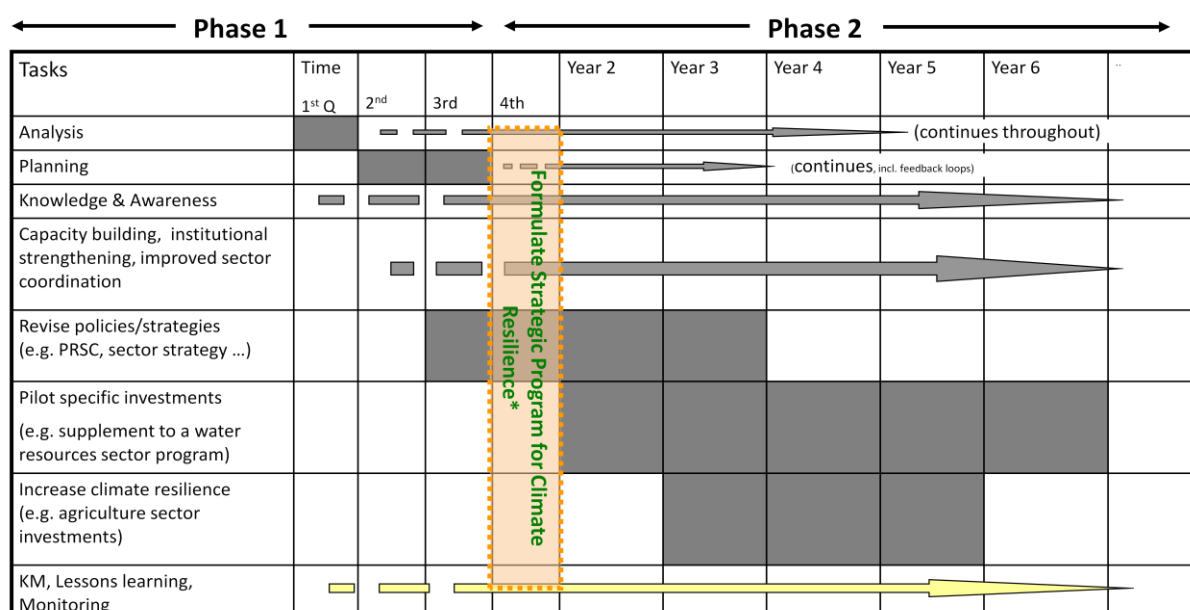 Phase 1
Phase 2
Tasks
Time
Year 2
Year 3
Year 4
Year 5
Year 6
..
1st Q
2nd
3rd
4th
Analysis
(continues throughout)
Planning
(continues, incl. feedback loops)
Knowledge & Awareness
Capacity building, institutional
strengthening, improved sector
coordination
Formulate Strategic Program for Climate
Resilience*
Revise policies/strategies
(e.g. PRSC, sector strategy ...)
Pilot specific investments
(e.g. supplement to a water
resources sector program)
Increase climate resilience
(e.g. agriculture sector
investments)
KM, Lessons learning,
Monitoring